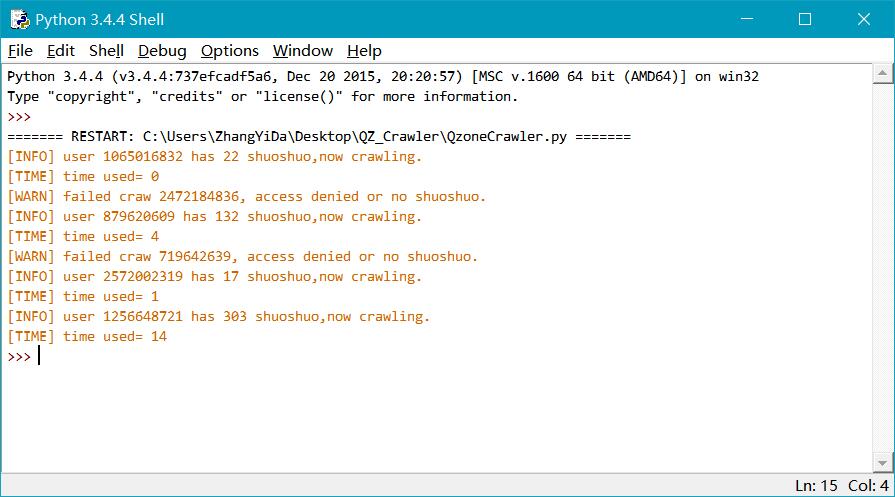 Python 3.4.4 Shell
File Edit Shell Debug Options Window Help
Python 3.4.4 (v3.4.4:737efcadf5a6, Dec 20 2015, 20:20:57) [MSC v.1600 64 bit (AMD64)] on win32
Type "copyright", "credits" or "license()" for more information.
>>>
======= RESTART: C:\Users\ZhangYiDa\Desktop\QZ_Crawler\QzoneCrawler.py =======
[INFO] user 1065016832 has 22 shuoshuo,now crawling.
[TIME] time used= 0
[WARN] failed craw 2472184836, access denied or no shuoshuo.
[INFO] user 879620609 has 132 shuoshuo,now crawling.
[TIME] time used= 4
[WARN] failed craw 719642639, access denied or no shuoshuo.
[INFO] user 2572002319 has 17 shuoshuo,now crawling.
[TIME] time used= 1
[INFO] user 1256648721 has 303 shuoshuo,now crawling.
[TIME] time used= 14
>>>
Ln: 15 Col: 4